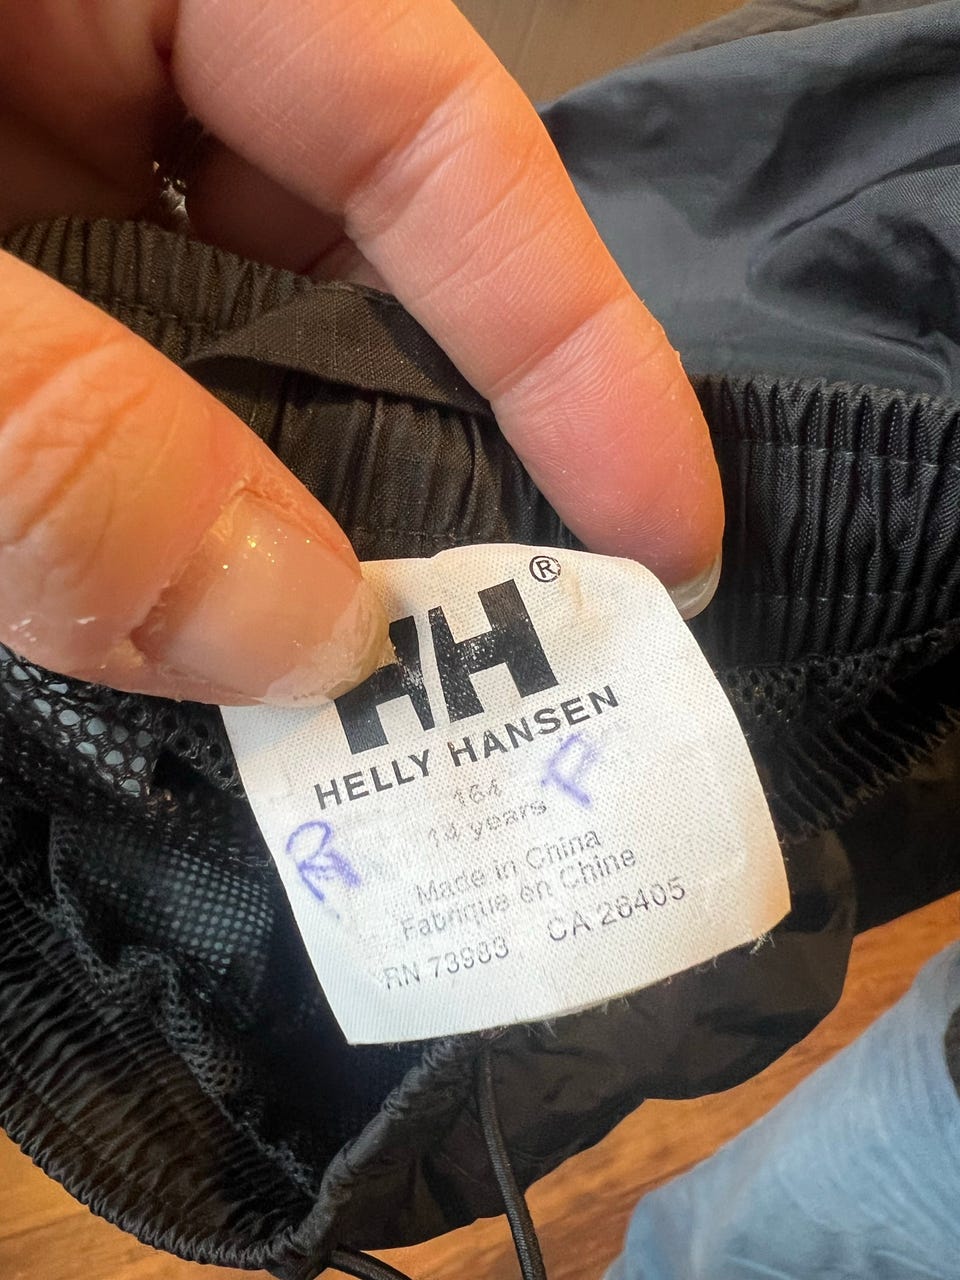 HH®
HELLY HANSEN
164
14 years
Made in China
Fabriqué en Chine
RN 73983 CA 26405